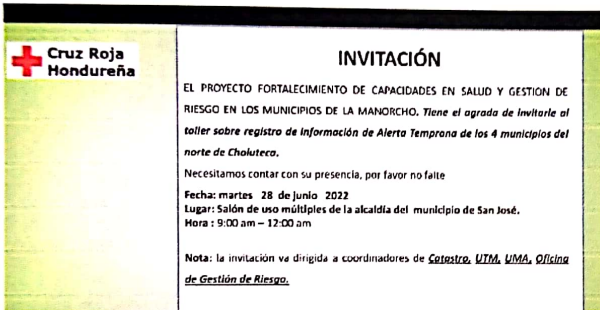 Cruz Roja
Hondureña
INVITACIÓN
EL PROYECTO FORTALECIMIENTO DE CAPACIDADES EN SALUD Y GESTION DE
RIESGO EN LOS MUNICIPIOS DE LA MANORCHO. Tiene el agrado de invitarle al
taller sobre registro de información de Alerta Temprana de los 4 municipios del
norte de Choluteca.
Necesitamos contar con su presencia, por favor no falte
Fecha: martes 28 de junio 2022
Lugar: Salón de uso múltiples de la alcaldía del municipio de San José.
Hora : 9:00 am – 12:00 am
Nota: la invitación va dirigida a coordinadores de Catastro, UTM, UMA, Oficina
de Gestión de Riesgo.